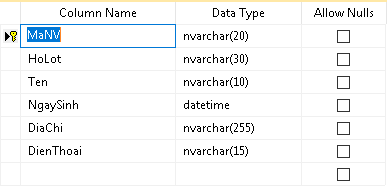 Column Name Data Type Allow Nulls
MaNV nvarchar(20)
HoLot nvarchar(30)
Ten nvarchar(10)
NgaySinh datetime
DiaChi nvarchar(255)
DienThoai nvarchar(15)